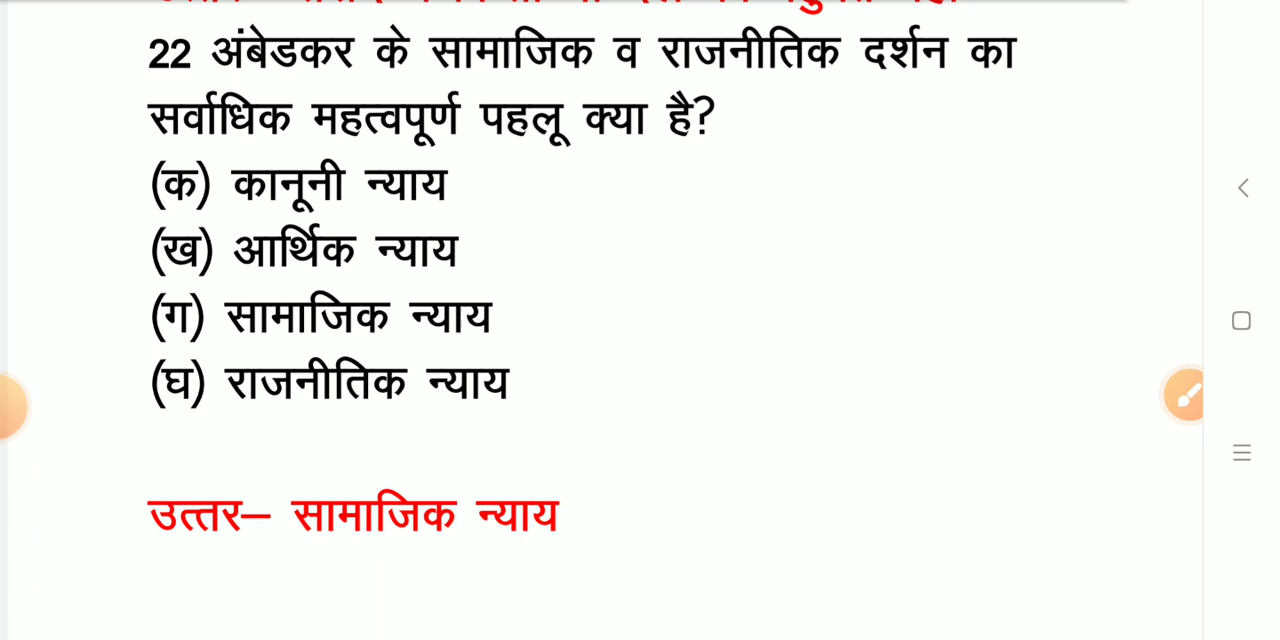 22 अंबेडकर के सामाजिक व राजनीतिक दर्शन का
सर्वाधिक महत्वपूर्ण पहलू क्या है?
(क) कानूनी न्याय
(ख) आर्थिक न्याय
(ग) सामाजिक न्याय
(घ) राजनीतिक न्याय
उत्तर– सामाजिक न्याय